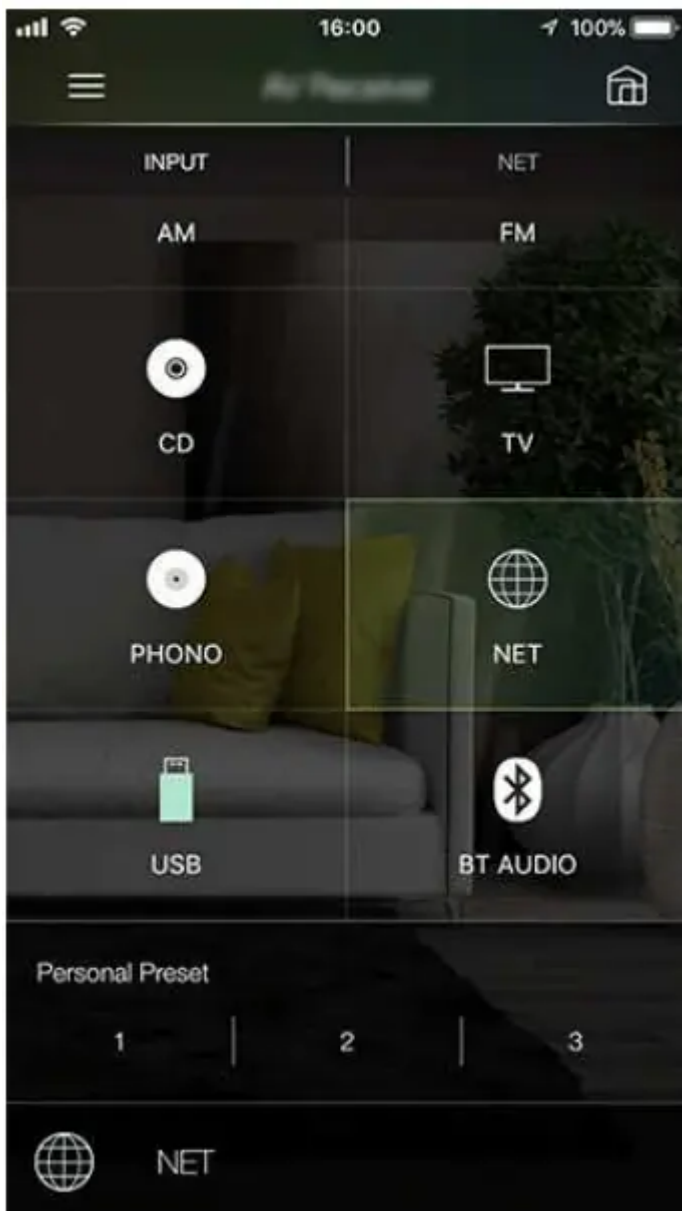 16:00 100%
INPUT NET
AM FM
CD TV
PHONO NET
USB BT AUDIO
Personal Preset
1 2 3
NET